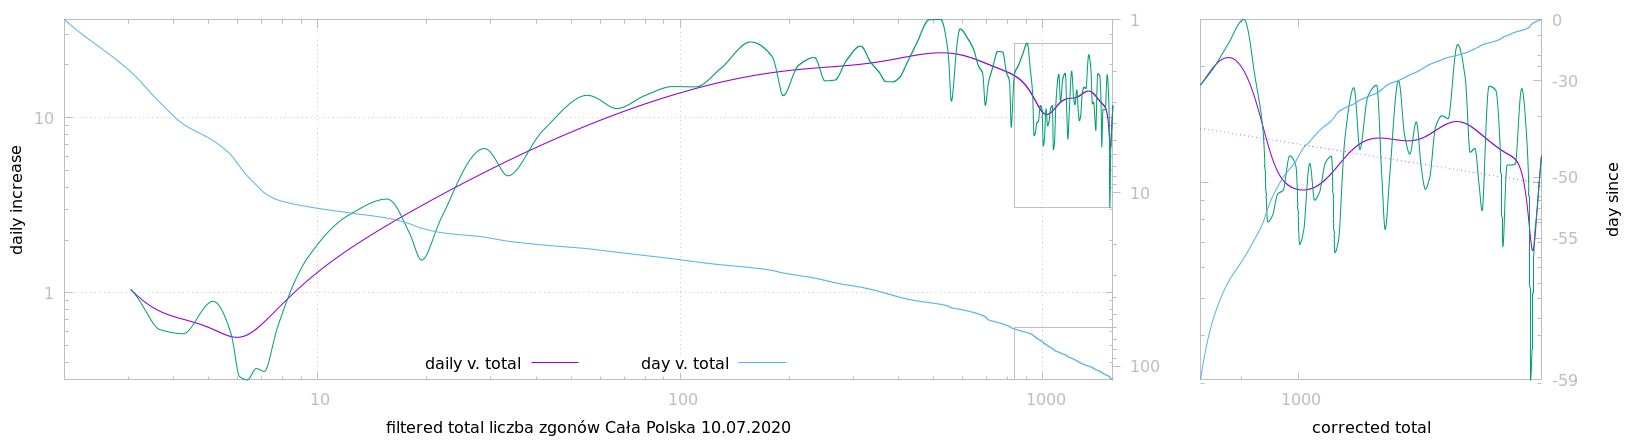 1
0
-30
10
10
-50
-55
1
daily increase
day since
daily v. total
day v. total
100
-59
10
100
1000
1000
filtered total liczba zgonów Cała Polska 10.07.2020
corrected total